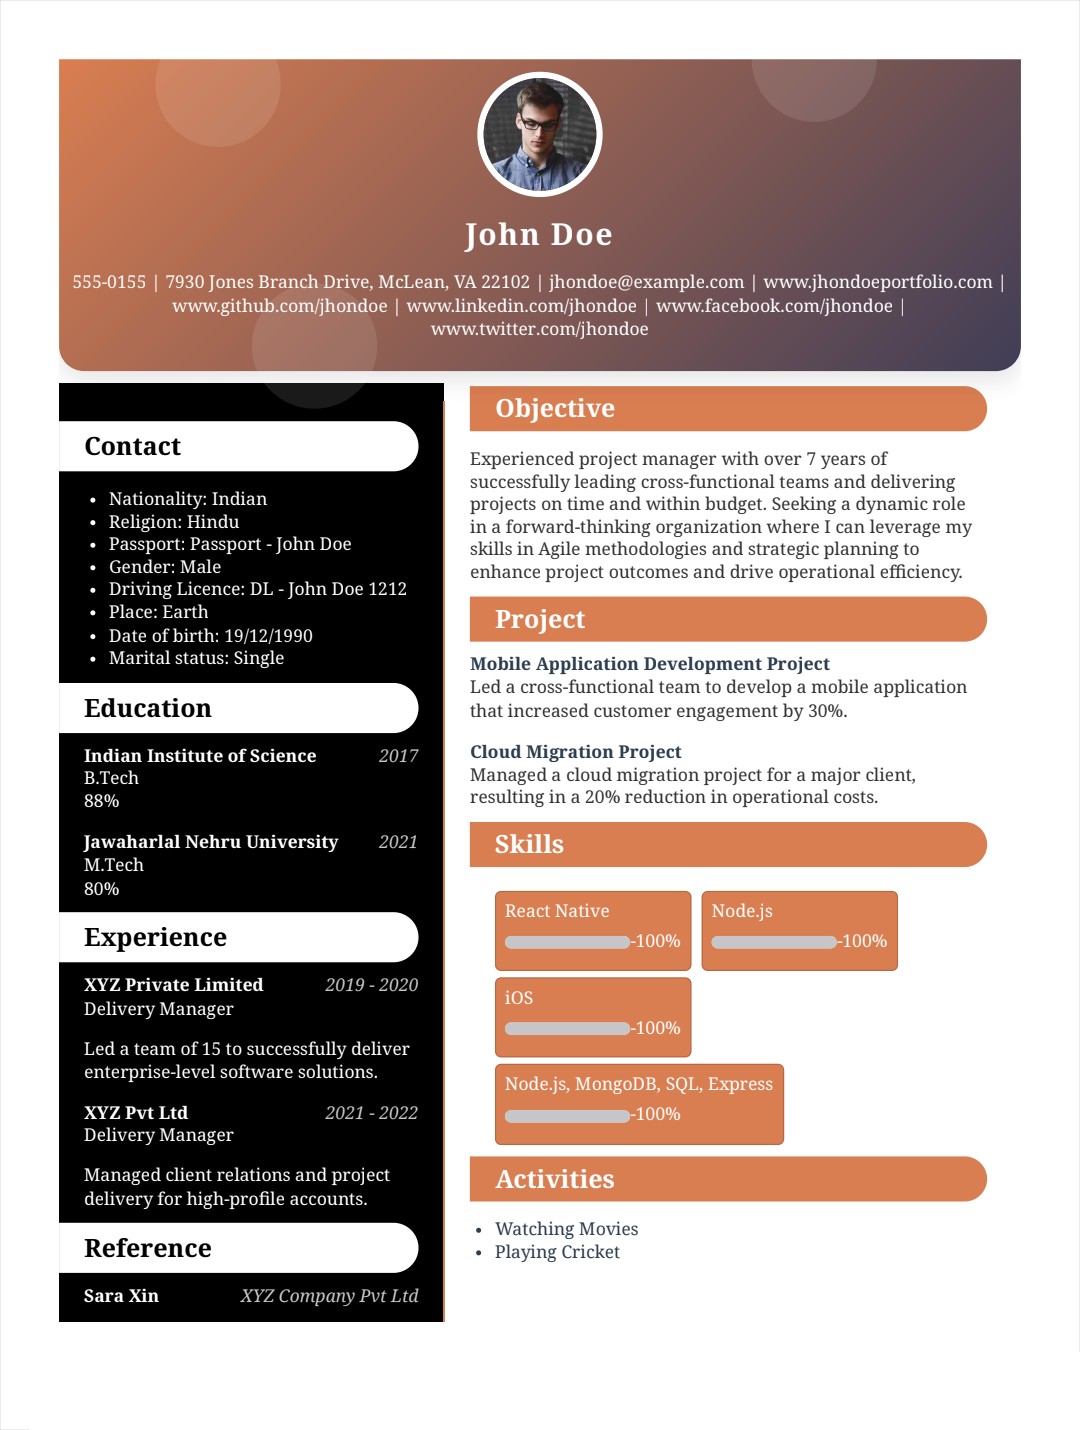 John Doe
555-0155 | 7930 Jones Branch Drive, McLean, VA 22102 | jhondoe@example.com | www.jhondoeportfolio.com |
www.github.com/jhondoe | www.linkedin.com/jhondoe | www.facebook.com/jhondoe |
www.twitter.com/jhondoe
Contact
• Nationality: Indian
• Religion: Hindu
• Passport: Passport - John Doe
• Gender: Male
• Driving Licence: DL - John Doe 1212
• Place: Earth
• Date of birth: 19/12/1990
• Marital status: Single
Education
Indian Institute of Science 2017
B.Tech
88%
Jawaharlal Nehru University 2021
M.Tech
80%
Experience
XYZ Private Limited 2019 - 2020
Delivery Manager
Led a team of 15 to successfully deliver
enterprise-level software solutions.
XYZ Pvt Ltd 2021 - 2022
Delivery Manager
Managed client relations and project
delivery for high-profile accounts.
Reference
Sara Xin XYZ Company Pvt Ltd
Objective
Experienced project manager with over 7 years of
successfully leading cross-functional teams and delivering
projects on time and within budget. Seeking a dynamic role
in a forward-thinking organization where I can leverage my
skills in Agile methodologies and strategic planning to
enhance project outcomes and drive operational efficiency.
Project
Mobile Application Development Project
Led a cross-functional team to develop a mobile application
that increased customer engagement by 30%.
Cloud Migration Project
Managed a cloud migration project for a major client,
resulting in a 20% reduction in operational costs.
Skills
React Native
-100%
Node.js
-100%
iOS
-100%
Node.js, MongoDB, SQL, Express
-100%
Activities
• Watching Movies
• Playing Cricket